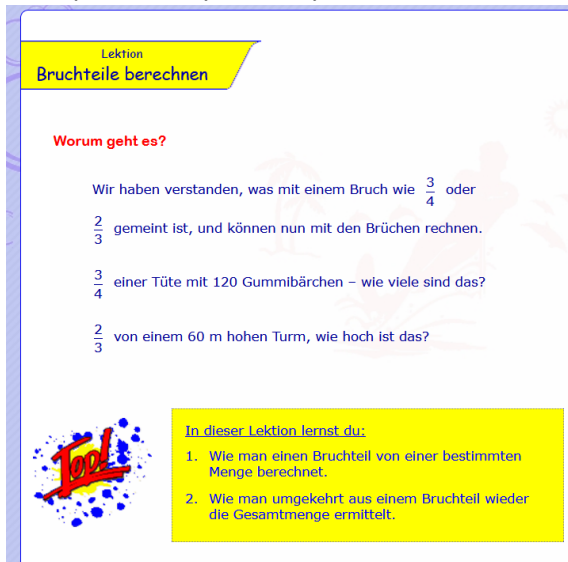 Lektion
Bruchteile berechnen
Worum geht es?
Wir haben verstanden, was mit einem Bruch wie 3/4 oder
2/3 gemeint ist, und können nun mit den Brüchen rechnen.
3/4 einer Tüte mit 120 Gummibärchen – wie viele sind das?
2/3 von einem 60 m hohen Turm, wie hoch ist das?
Top!
In dieser Lektion lernst du:
1. Wie man einen Bruchteil von einer bestimmten
Menge berechnet.
2. Wie man umgekehrt aus einem Bruchteil wieder
die Gesamtmenge ermittelt.